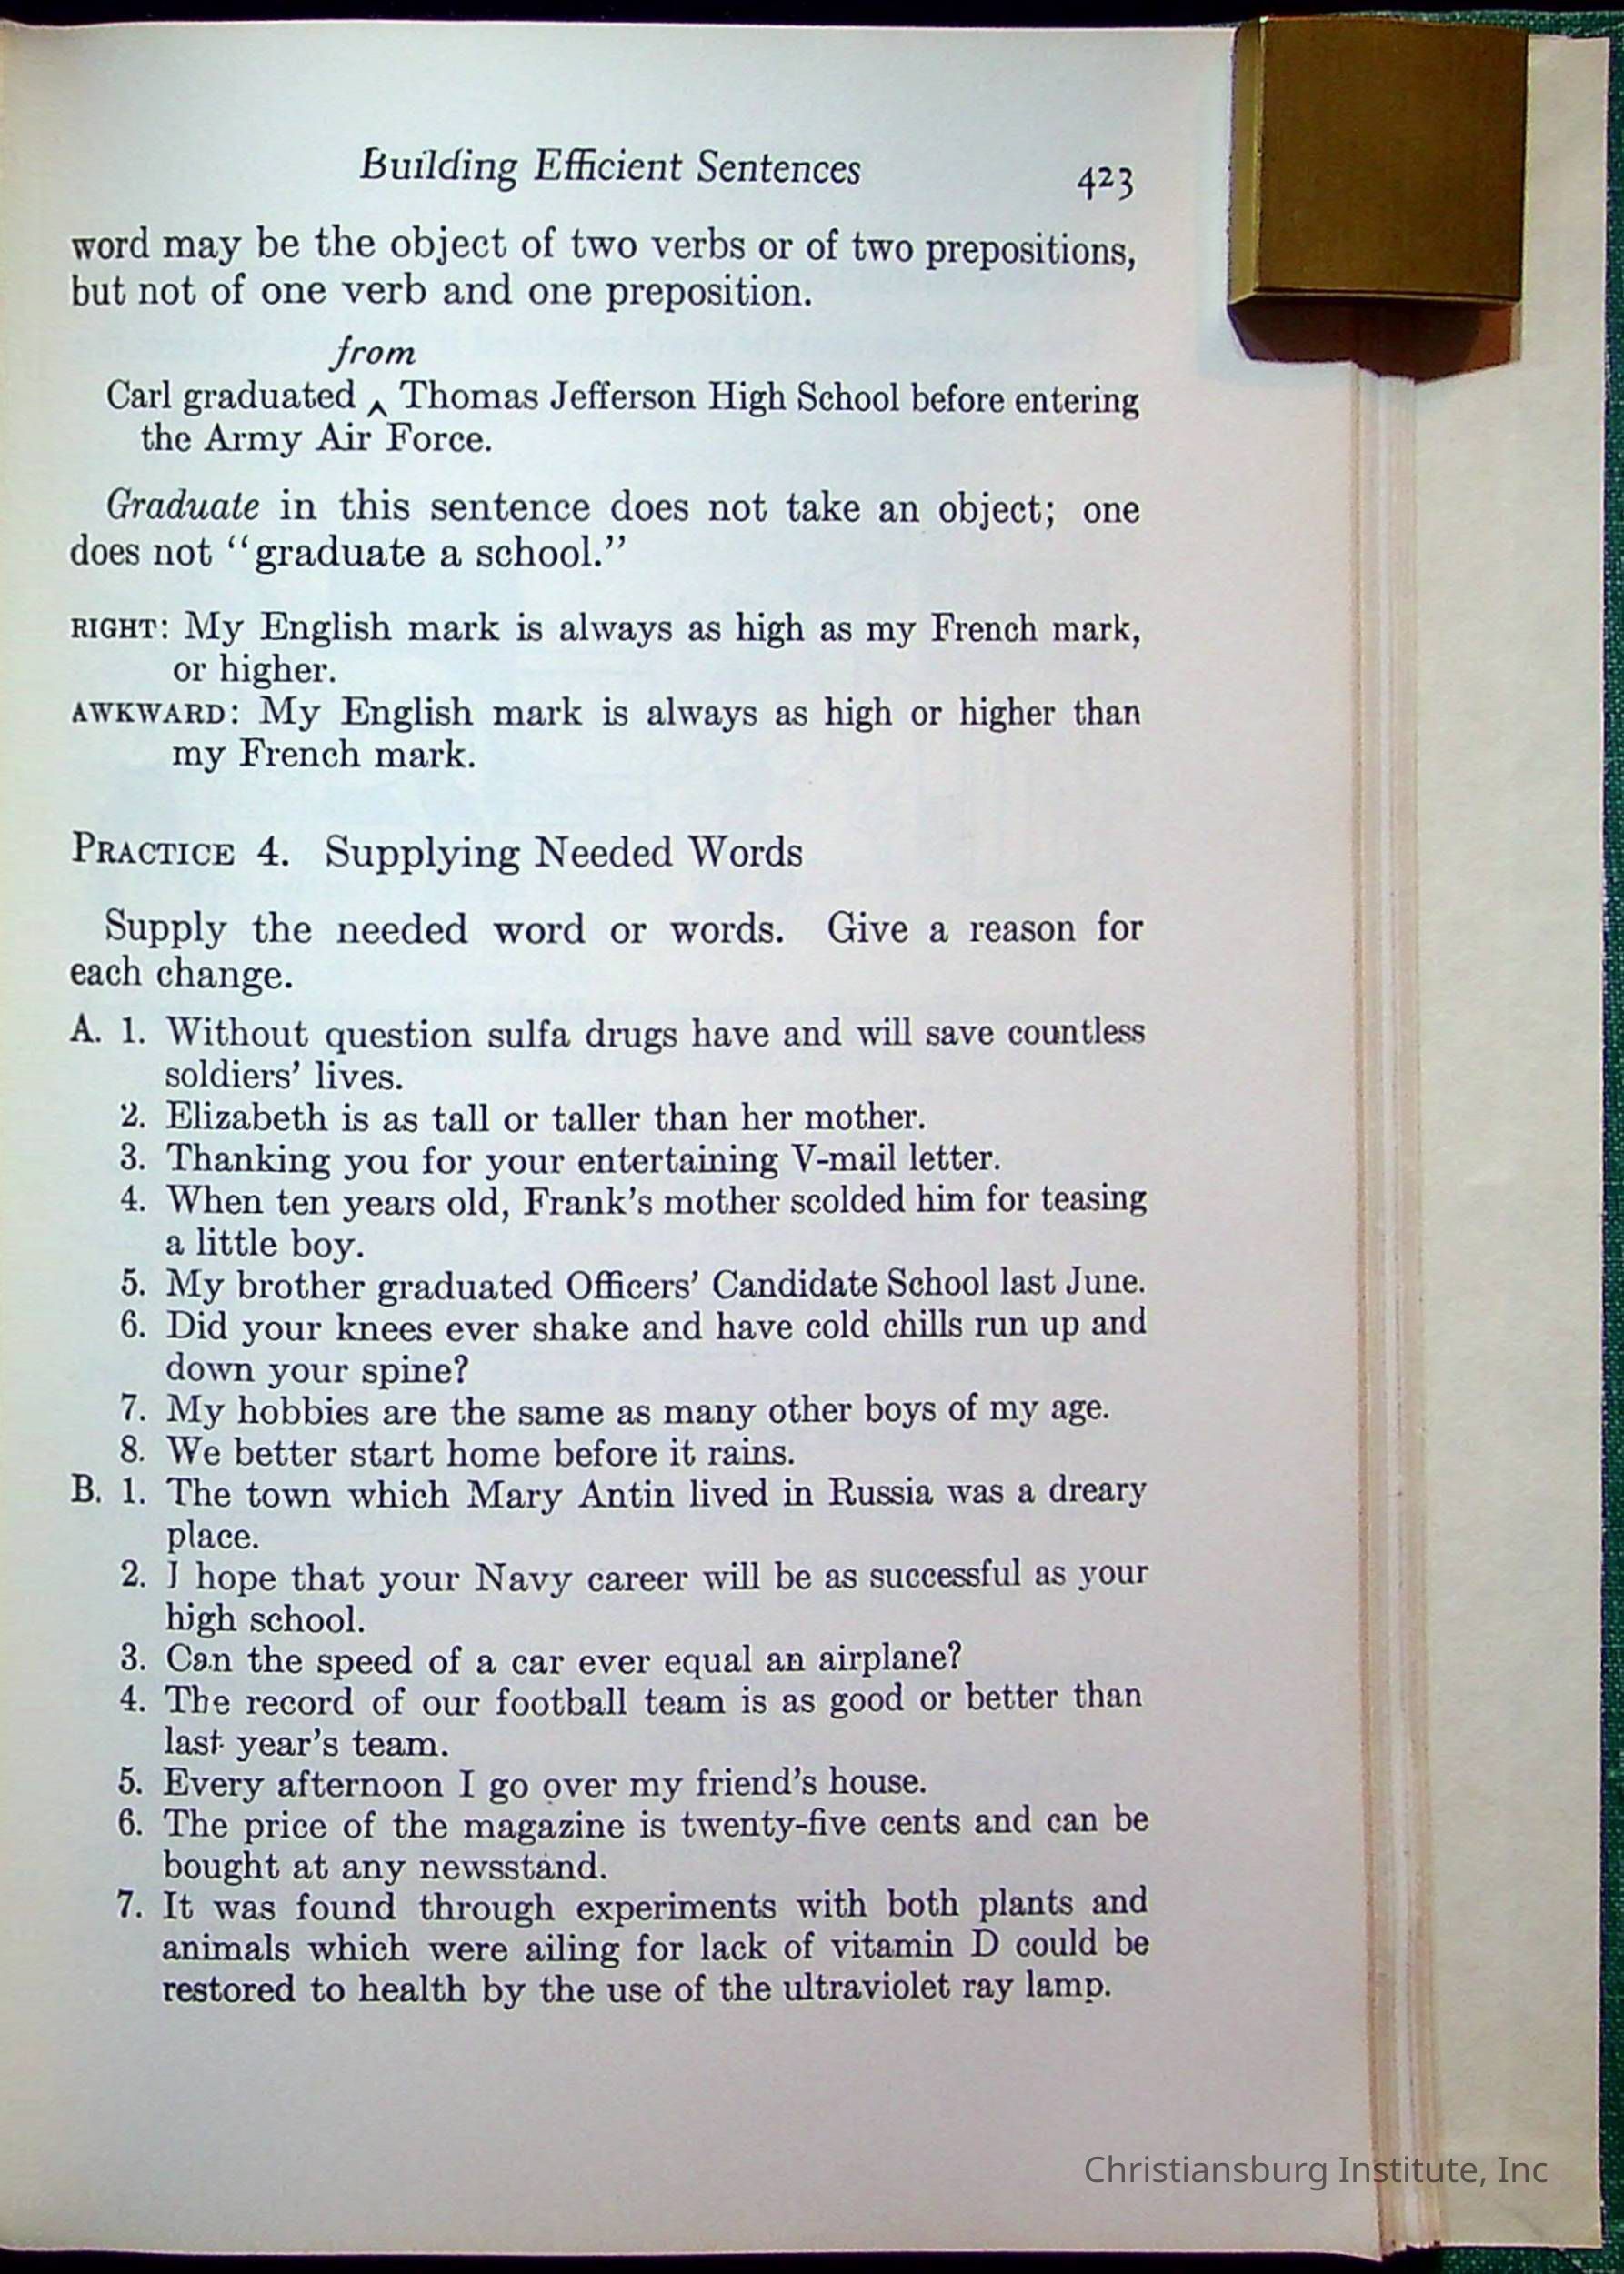 Building Efficient Sentences 423
word may be the object of two verbs or of two prepositions,
but not of one verb and one preposition.
from
Carl graduated ‸ Thomas Jefferson High School before entering
the Army Air Force.
Graduate in this sentence does not take an object; one
does not “graduate a school.”
RIGHT: My English mark is always as high as my French mark,
or higher.
AWKWARD: My English mark is always as high or higher than
my French mark.
PRACTICE 4. Supplying Needed Words
Supply the needed word or words. Give a reason for
each change.
A. 1. Without question sulfa drugs have and will save countless
soldiers’ lives.
2. Elizabeth is as tall or taller than her mother.
3. Thanking you for your entertaining V-mail letter.
4. When ten years old, Frank’s mother scolded him for teasing
a little boy.
5. My brother graduated Officers’ Candidate School last June.
6. Did your knees ever shake and have cold chills run up and
down your spine?
7. My hobbies are the same as many other boys of my age.
8. We better start home before it rains.
B. 1. The town which Mary Antin lived in Russia was a dreary
place.
2. I hope that your Navy career will be as successful as your
high school.
3. Can the speed of a car ever equal an airplane?
4. The record of our football team is as good or better than
last year’s team.
5. Every afternoon I go over my friend’s house.
6. The price of the magazine is twenty-five cents and can be
bought at any newsstand.
7. It was found through experiments with both plants and
animals which were ailing for lack of vitamin D could be
restored to health by the use of the ultraviolet ray lamp.
Christiansburg Institute, Inc